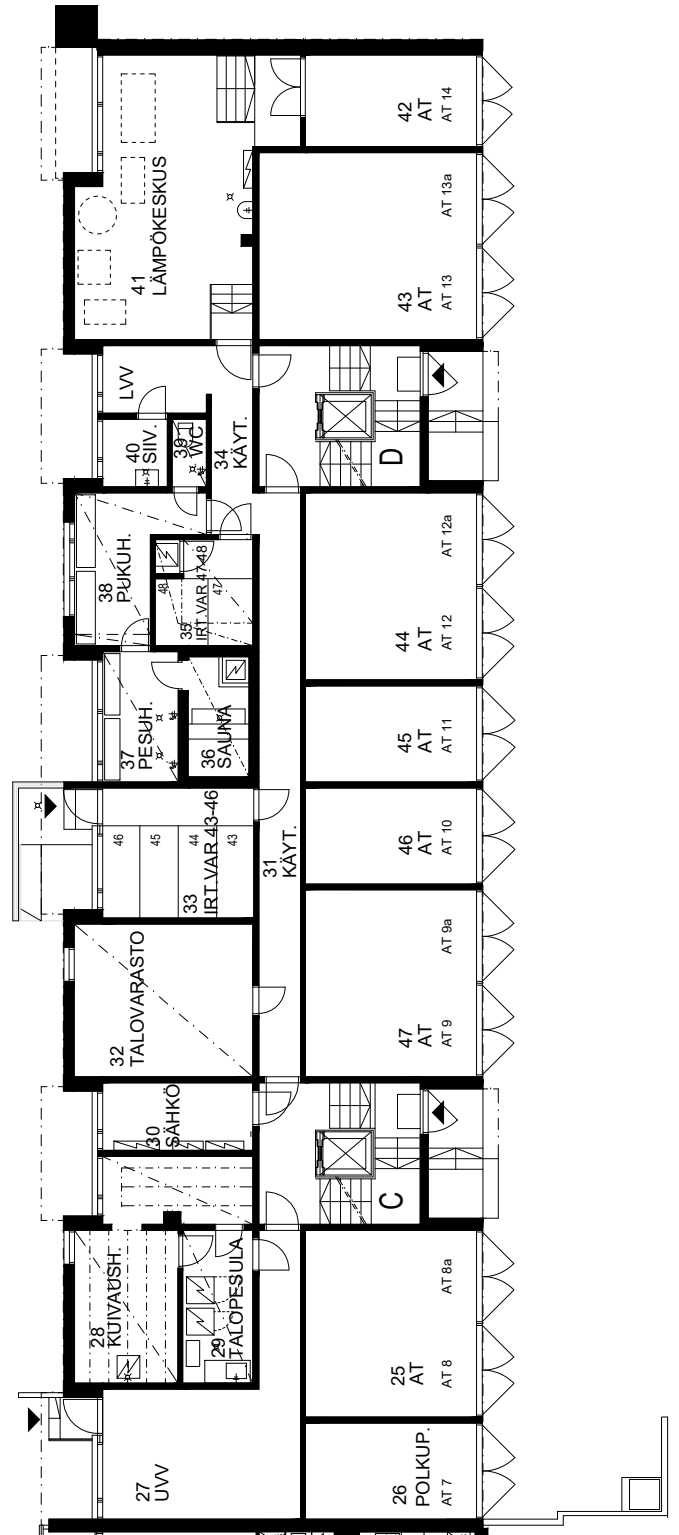 42
AT
AT 14
41
LÄMPÖKESKUS
AT 13a
43
AT
AT 13
LVV
40
SIIV.
39
WC
34
KÄYT.
D
38
PUKUH.
48
35
IRT.VAR 47-48
47
AT 12a
44
AT
AT 12
37
PESUH.
36
SAUNA
45
AT
AT 11
46
45
44
43
33
IRT.VAR 43-46
31
KÄYT.
46
AT
AT 10
32
TALOVARASTO
AT 9a
47
AT
AT 9
30
SÄHKÖ
C
28
KUIVAUSH.
29
TALOPESULA
AT 8a
25
AT
AT 8
27
UVV
26
POLKUP.
AT 7